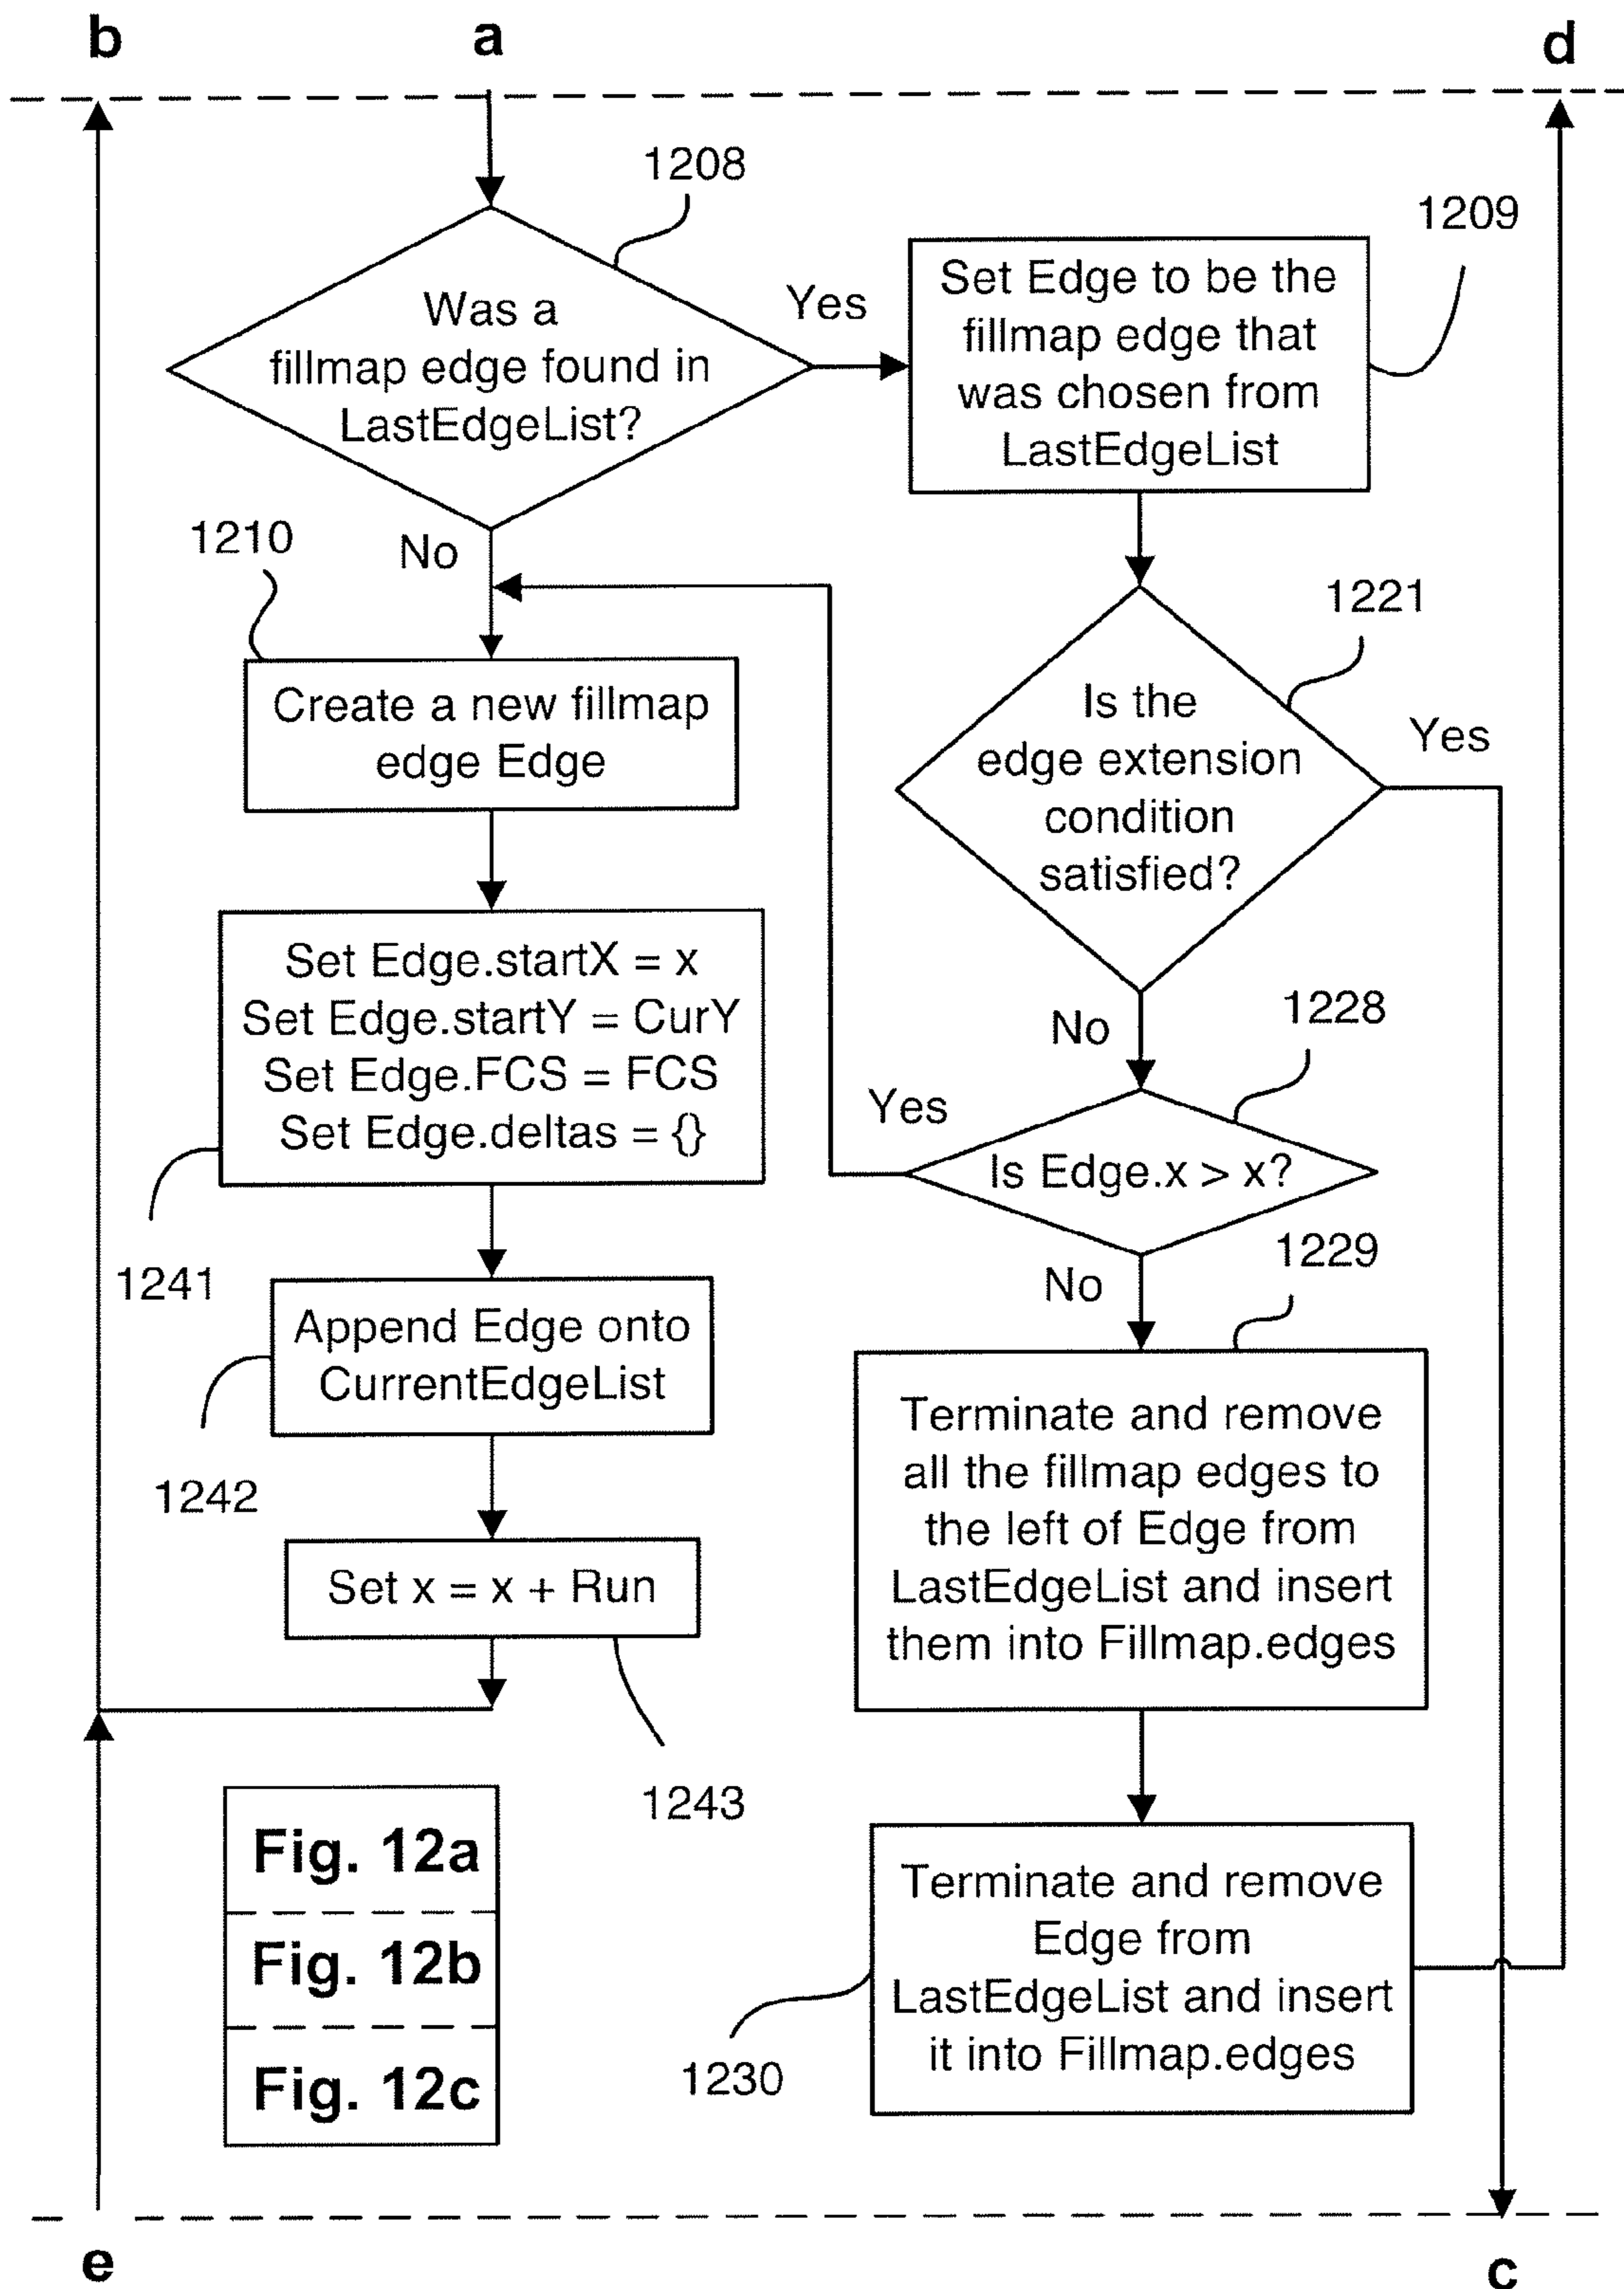 b
a
d
1208
1209
Was a
fillmap edge found in
LastEdgeList?
Yes
Set Edge to be the
fillmap edge that
was chosen from
LastEdgeList
1210
No
1221
Create a new fillmap
edge Edge
Is the
edge extension
condition
satisfied?
Yes
Set Edge.startX = x
Set Edge.startY = CurY
Set Edge.FCS = FCS
Set Edge.deltas = {}
1241
No
1228
Yes
Is Edge.x > x?
1229
No
Append Edge onto
CurrentEdgeList
1242
Terminate and remove
all the fillmap edges to
the left of Edge from
LastEdgeList and insert
them into Fillmap.edges
Set x = x + Run
1243
Fig. 12a
Fig. 12b
Fig. 12c
Terminate and remove
Edge from
LastEdgeList and insert
it into Fillmap.edges
1230
e
c